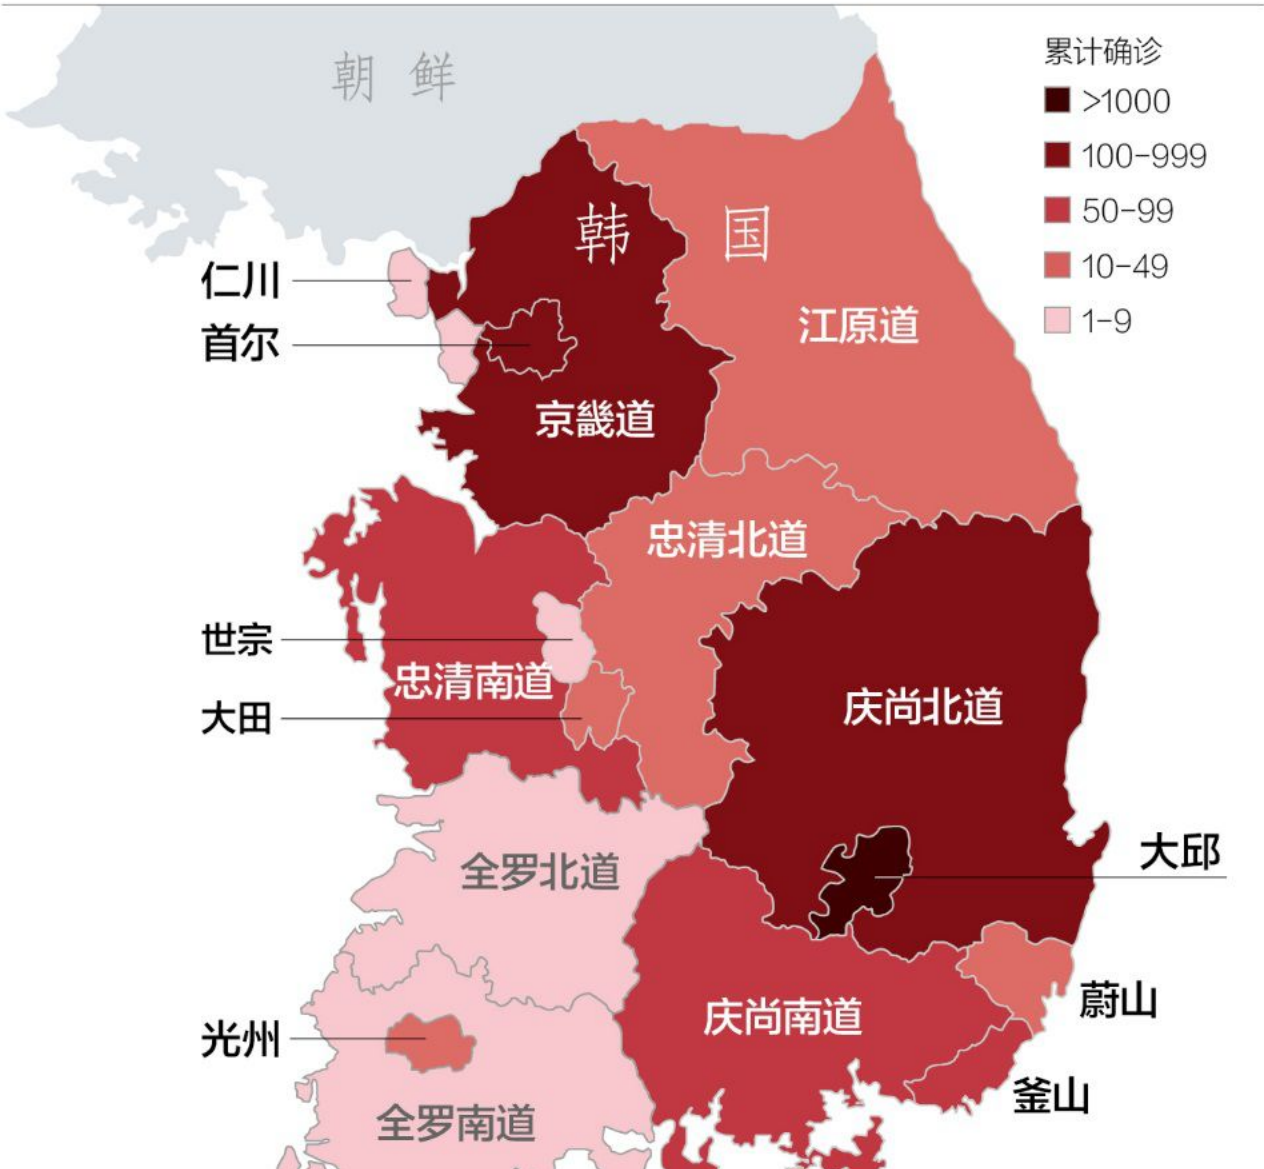 朝鲜
累计确诊
>1000
100-999
50-99
10-49
1-9
韩国
仁川
首尔
江原道
京畿道
忠清北道
世宗
忠清南道
大田
庆尚北道
大邱
全罗北道
蔚山
庆尚南道
光州
釜山
全罗南道